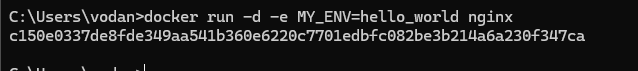 C:\Users\vodan>docker run -d -e MY_ENV=hello_world nginx
c150e0337de8fde349aa541b360e6220c7701edbfc082be3b214a6a230f347ca